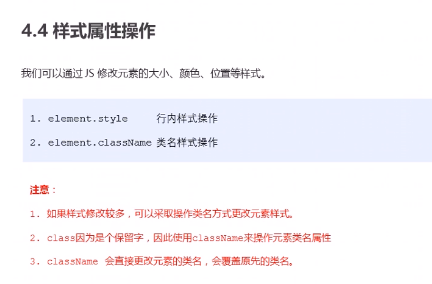 4.4 样式属性操作
我们可以通过 JS 修改元素的大小、颜色、位置等样式。
1. element.style 行内样式操作
2. element.className 类名样式操作
注意：
1. 如果样式修改较多，可以采取操作类名方式更改元素样式。
2. class因为是个保留字，因此使用className来操作元素类名属性
3. className 会直接更改元素的类名，会覆盖原先的类名。